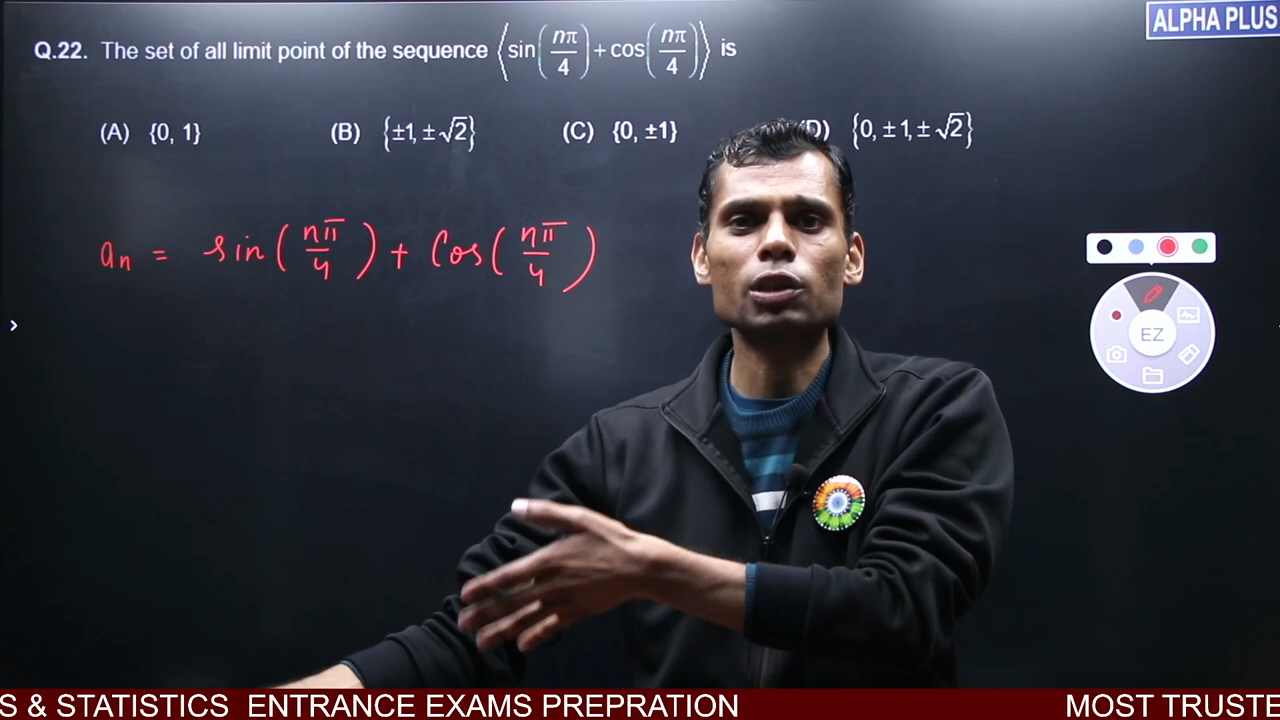 ALPHA PLUS
Q.22. The set of all limit point of the sequence ⟨sin(nπ/4)+cos(nπ/4)⟩ is
(A) {0, 1} (B) {±1,±√2} (C) {0, ±1} D) {0, ±1,±√2}
an = sin(nπ/4) + Cos(nπ/4)
EZ
S & STATISTICS ENTRANCE EXAMS PREPRATION MOST TRUSTE